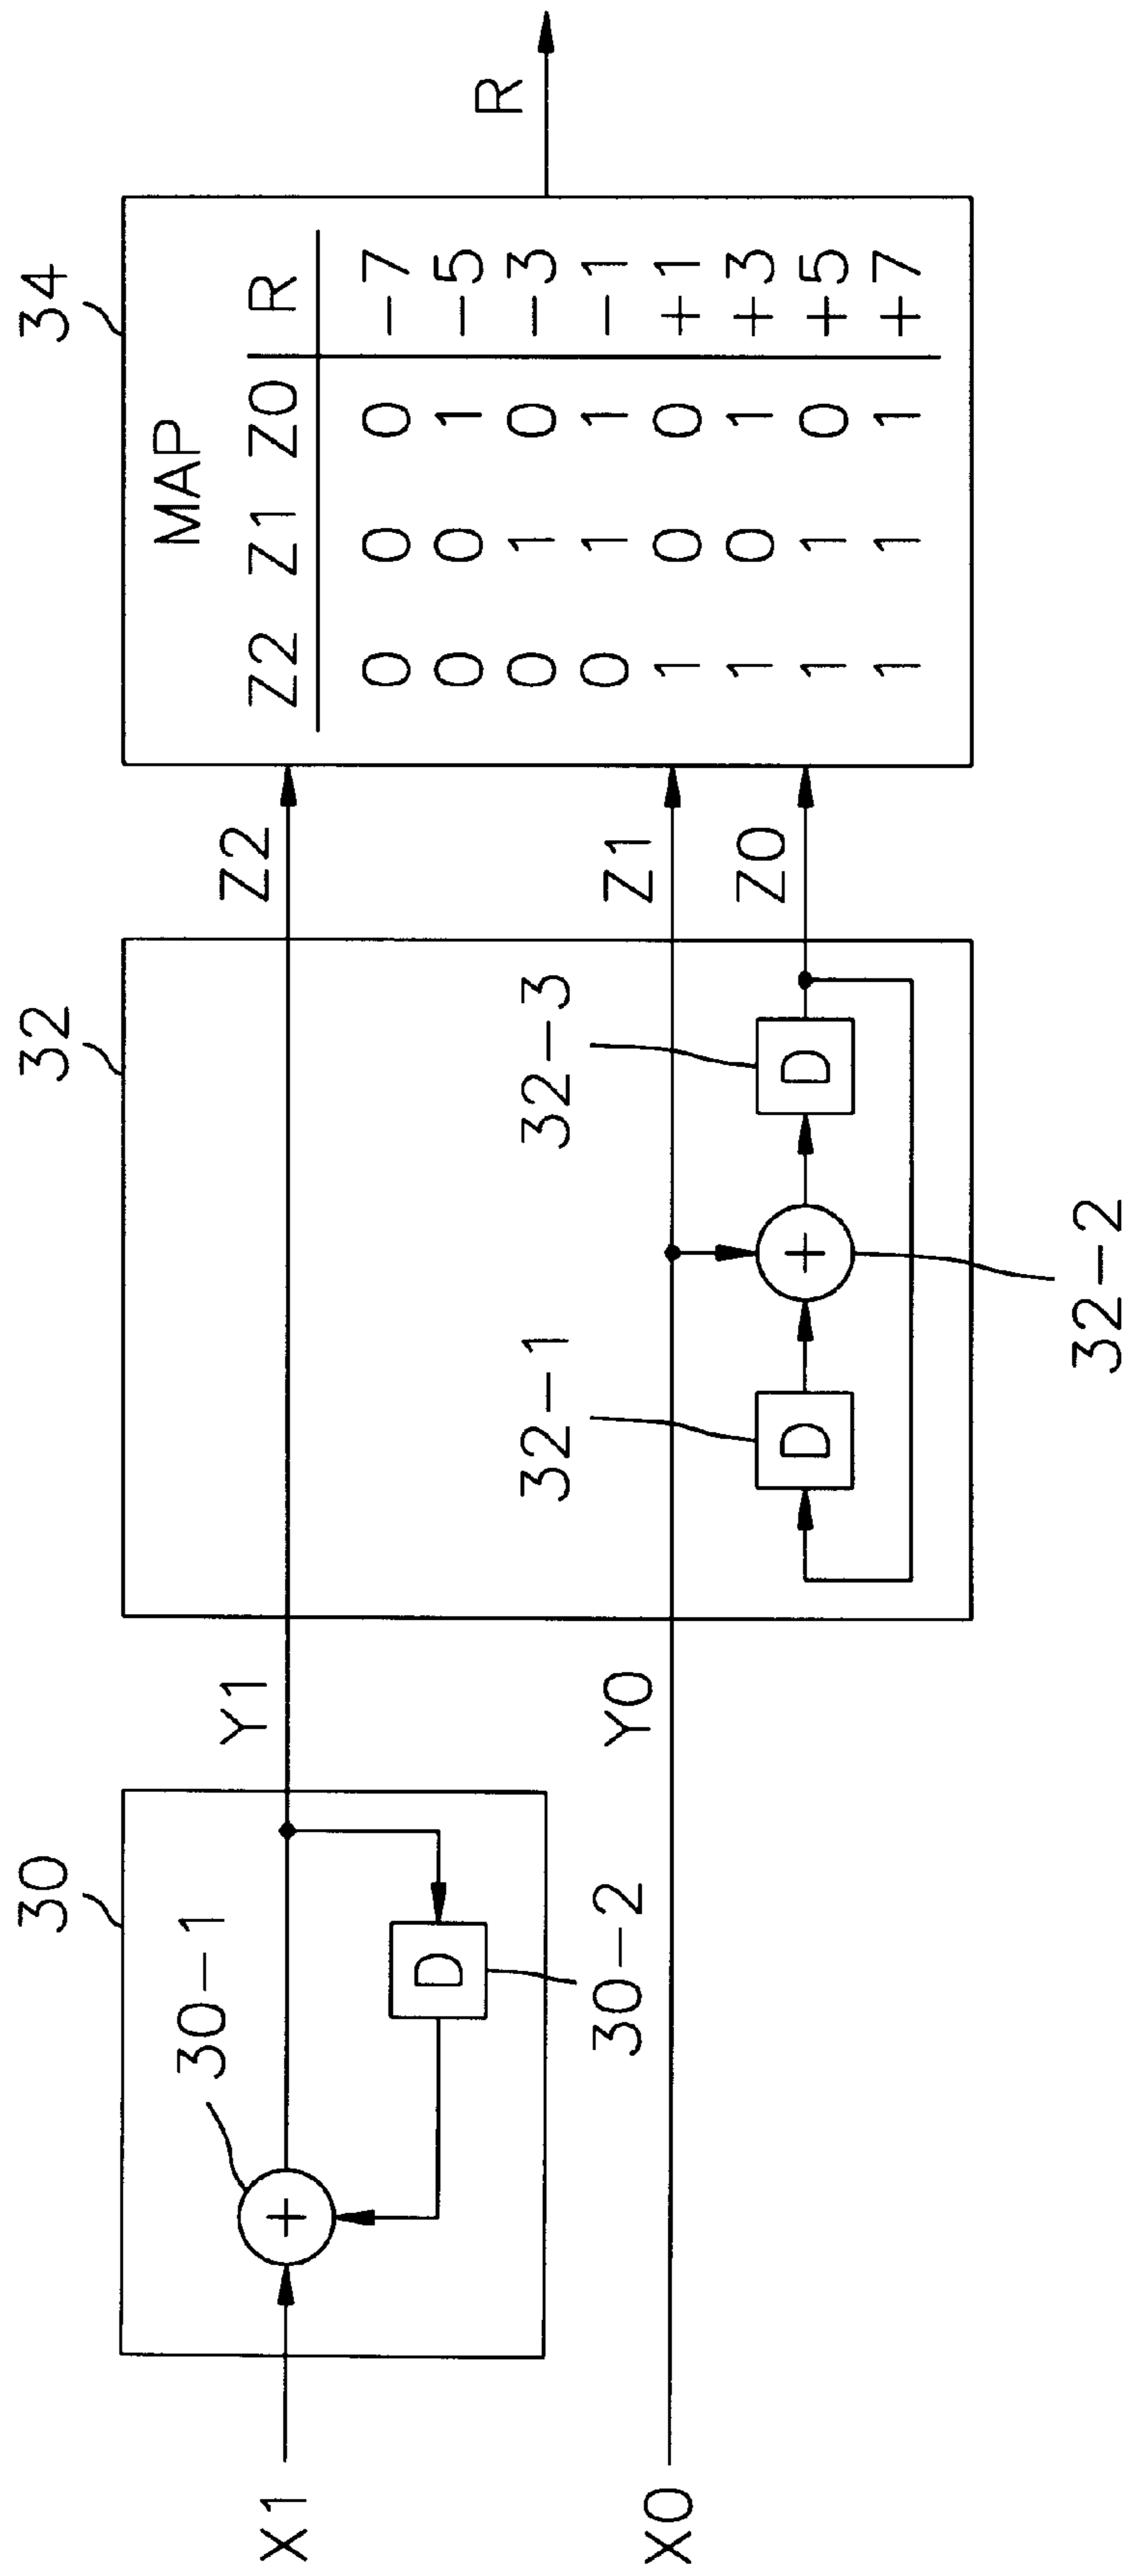 30
32
34
30-1
30-2
X1
X0
Y1
Y0
32-1
D
D
+
32-3
D
+
32-2
Z2
Z1
Z0
MAP
Z2 Z1 Z0 R
0 0 0 -7
0 0 1 -5
0 1 0 -3
0 1 1 -1
1 0 0 +1
1 0 1 +3
1 1 0 +5
1 1 1 +7
R